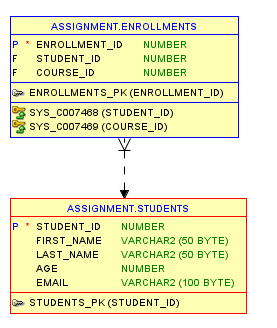 ASSIGNMENT.ENROLLMENTS
P * ENROLLMENT_ID NUMBER
F STUDENT_ID NUMBER
F COURSE_ID NUMBER
ENROLLMENTS_PK (ENROLLMENT_ID)
SYS_C007468 (STUDENT_ID)
SYS_C007469 (COURSE_ID)
ASSIGNMENT.STUDENTS
P * STUDENT_ID NUMBER
FIRST_NAME VARCHAR2 (50 BYTE)
LAST_NAME VARCHAR2 (50 BYTE)
AGE NUMBER
EMAIL VARCHAR2 (100 BYTE)
STUDENTS_PK (STUDENT_ID)